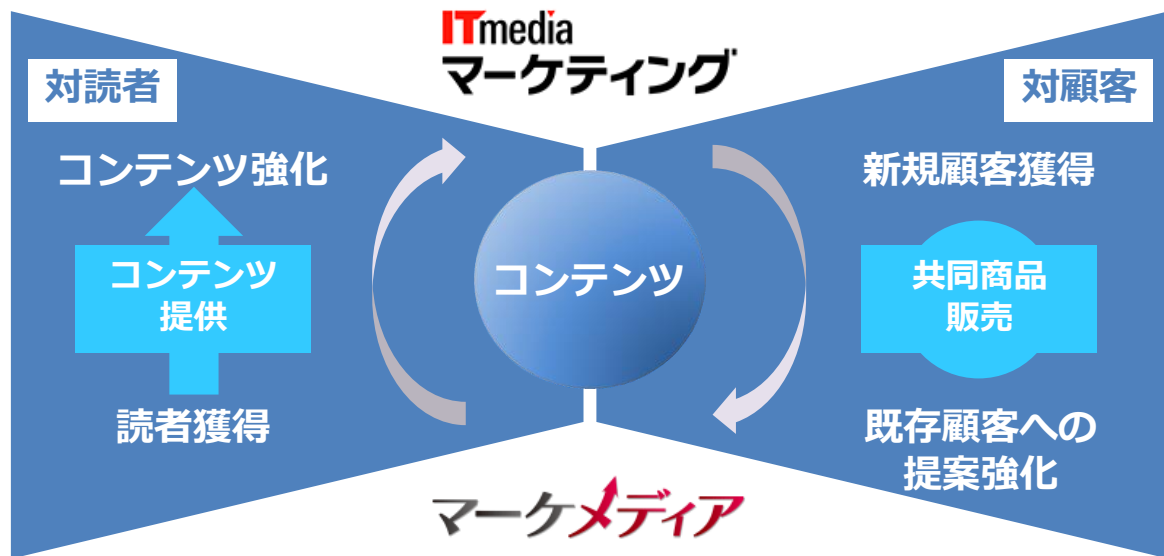 ITmedia
マーケティング
対読者
対顧客
コンテンツ強化
コンテンツ
提供
読者獲得
コンテンツ
新規顧客獲得
共同商品
販売
既存顧客への
提案強化
マーケメディア